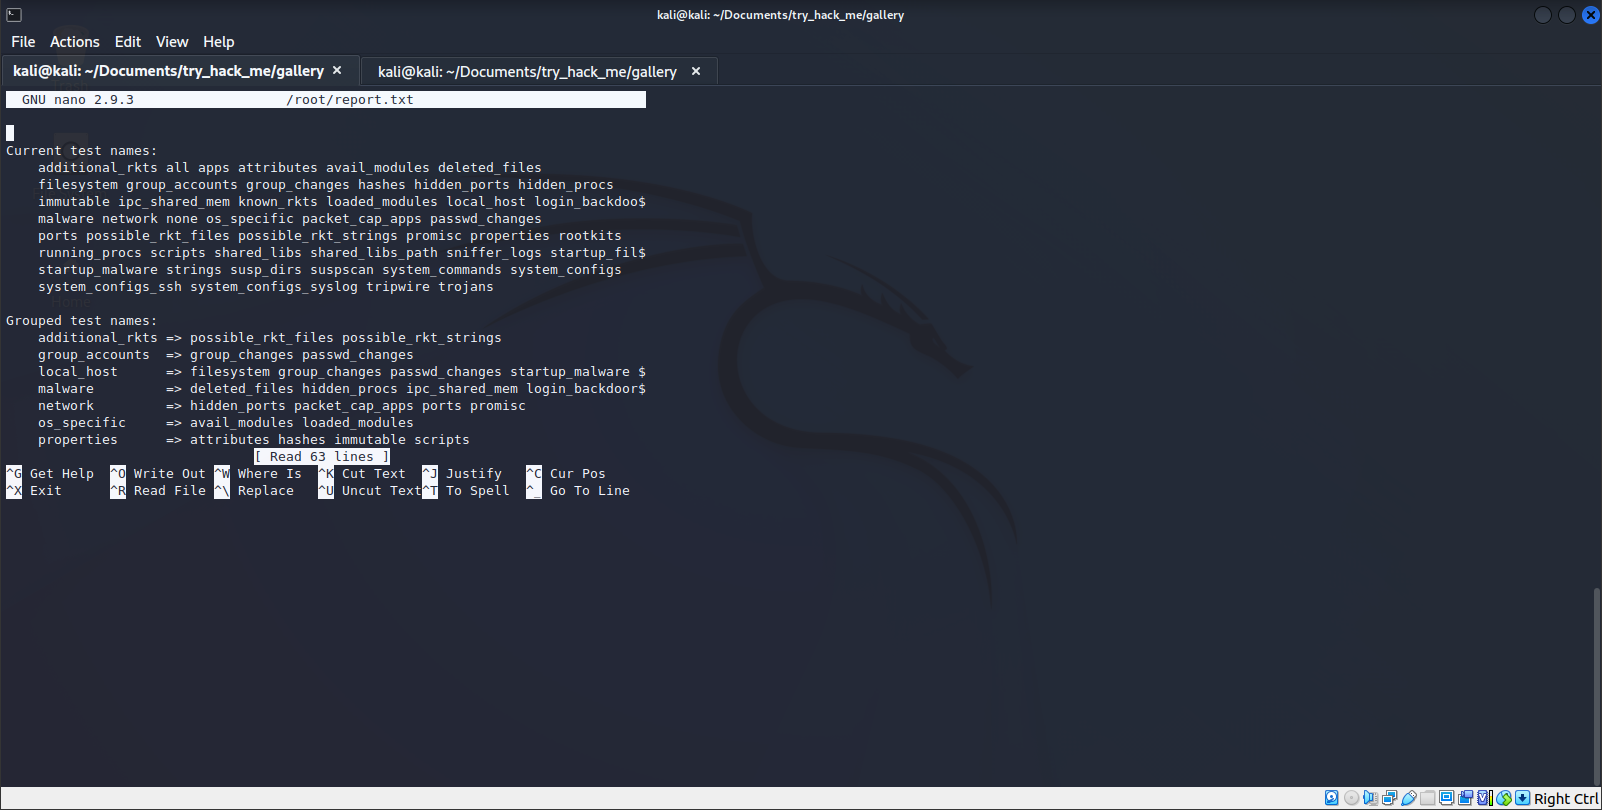 kali@kali: ~/Documents/try_hack_me/gallery
File Actions Edit View Help
kali@kali: ~/Documents/try_hack_me/gallery × kali@kali: ~/Documents/try_hack_me/gallery ×
GNU nano 2.9.3 /root/report.txt
Current test names:
additional_rkts all apps attributes avail_modules deleted_files
filesystem group_accounts group_changes hashes hidden_ports hidden_procs
immutable ipc_shared_mem known_rkts loaded_modules local_host login_backdoo$
malware network none os_specific packet_cap_apps passwd_changes
ports possible_rkt_files possible_rkt_strings promisc properties rootkits
running_procs scripts shared_libs shared_libs_path sniffer_logs startup_fil$
startup_malware strings susp_dirs suspscan system_commands system_configs
system_configs_ssh system_configs_syslog tripwire trojans
Home
Grouped test names:
additional_rkts => possible_rkt_files possible_rkt_strings
group_accounts => group_changes passwd_changes
local_host => filesystem group_changes passwd_changes startup_malware $
malware => deleted_files hidden_procs ipc_shared_mem login_backdoor$
network => hidden_ports packet_cap_apps ports promisc
os_specific => avail_modules loaded_modules
properties => attributes hashes immutable scripts
[ Read 63 lines ]
^G Get Help ^O Write Out ^W Where Is ^K Cut Text ^J Justify ^C Cur Pos
^X Exit ^R Read File ^\ Replace ^U Uncut Text ^T To Spell ^_ Go To Line
Right Ctrl